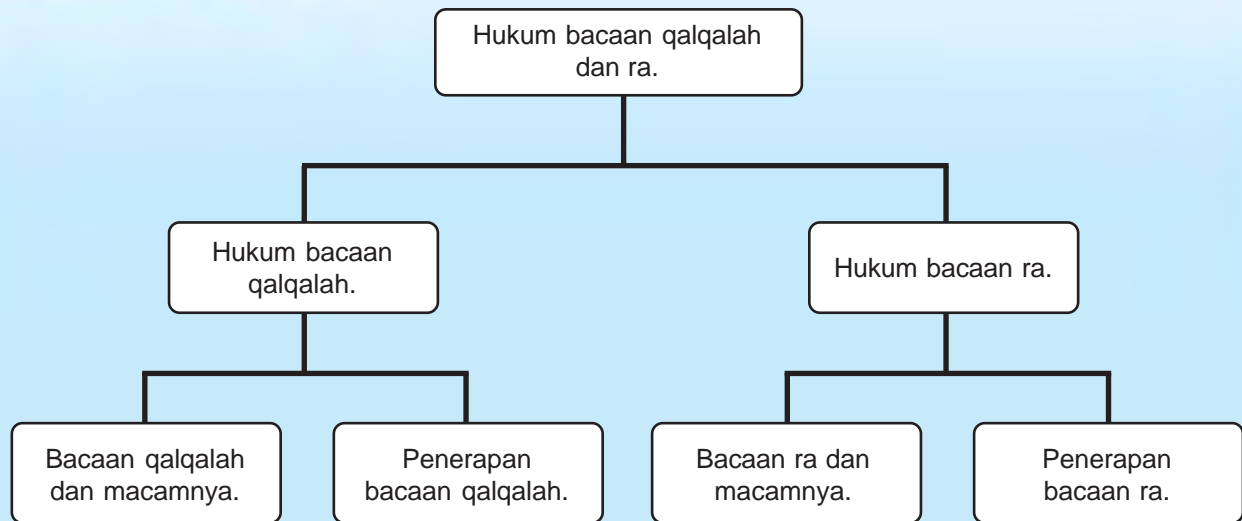 Hukum bacaan qalqalah
dan ra.
Hukum bacaan
qalqalah.
Hukum bacaan ra.
Bacaan qalqalah
dan macamnya.
Penerapan
bacaan qalqalah.
Bacaan ra dan
macamnya.
Penerapan
bacaan ra.